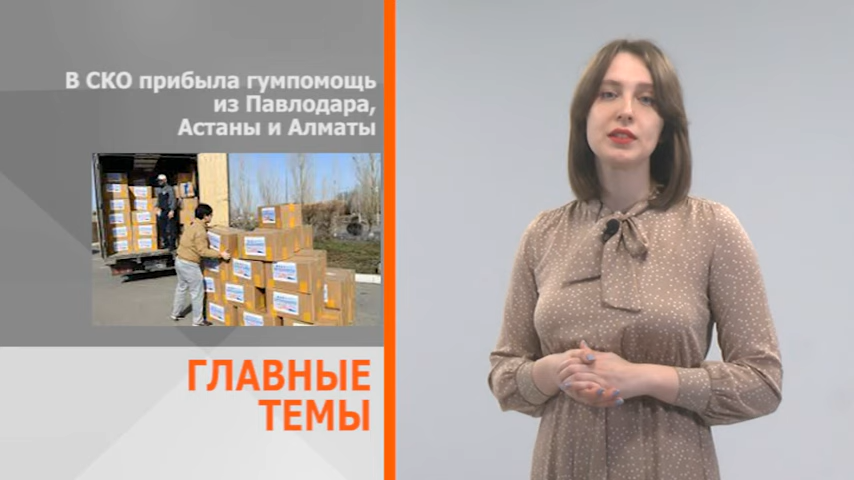 В СКО прибыла гумпомощь
из Павлодара,
Астаны и Алматы
ГЛАВНЫЕ
ТЕМЫ